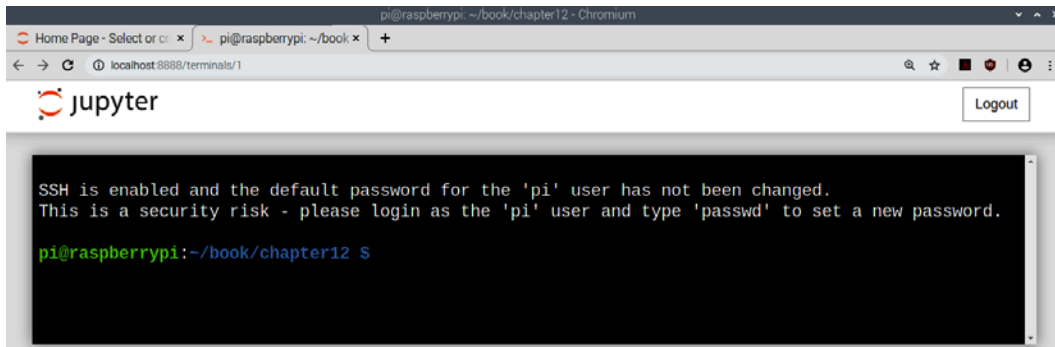 pi@raspberrypi: ~/book/chapter12 - Chromium
Home Page - Select or cr
pi@raspberrypi: ~/book
localhost:8888/terminals/1
jupyter
Logout
SSH is enabled and the default password for the 'pi' user has not been changed.
This is a security risk - please login as the 'pi' user and type 'passwd' to set a new password.
pi@raspberrypi:~/book/chapter12 $